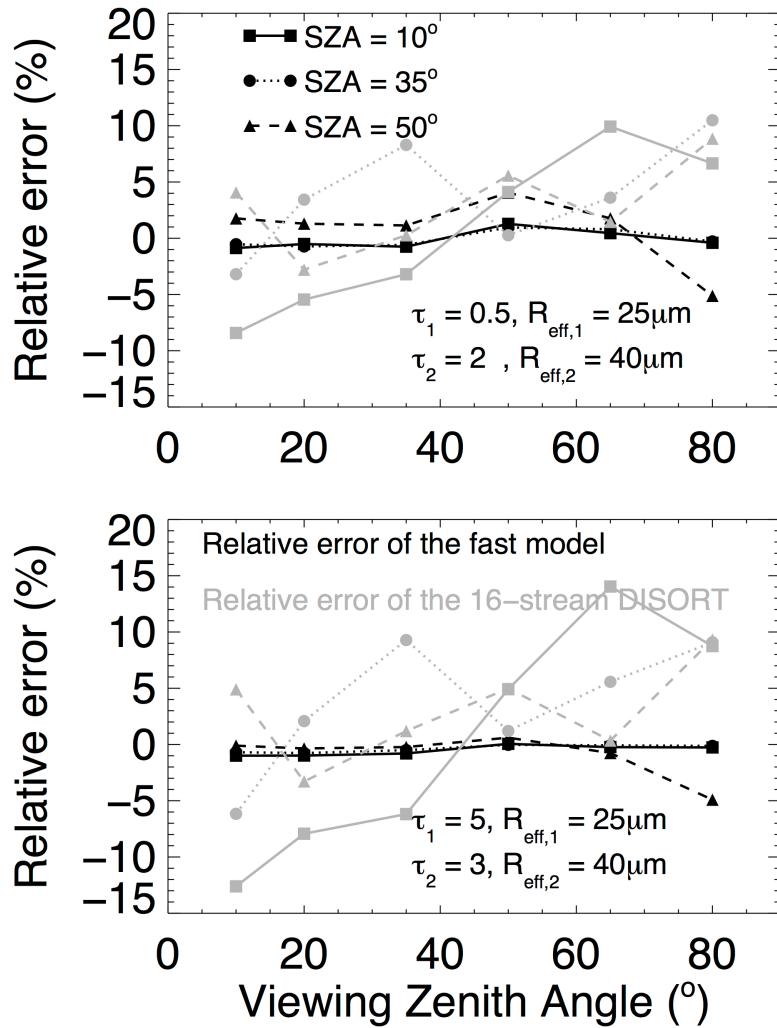 Relative error (%)
20
15
10
5
0
−5
−10
−15
SZA = 10°
SZA = 35°
SZA = 50°
τ1 = 0.5, Reff,1 = 25μm
τ2 = 2 , Reff,2 = 40μm
0 20 40 60 80
Relative error (%)
20
15
10
5
0
−5
−10
−15
Relative error of the fast model
Relative error of the 16−stream DISORT
τ1 = 5, Reff,1 = 25μm
τ2 = 3, Reff,2 = 40μm
0 20 40 60 80
Viewing Zenith Angle (°)